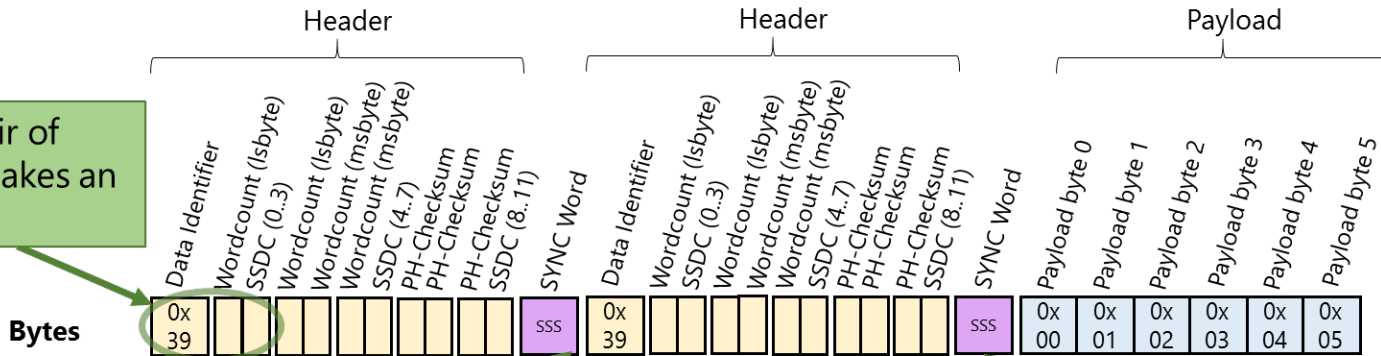 Header
Header
Payload
ir of
akes an
Data Identifier
Wordcount (lsbyte)
SSDC (0..3)
Wordcount (lsbyte)
Wordcount (msbyte)
Wordcount (msbyte)
SSDC (4..7)
PH-Checksum
PH-Checksum
PH-Checksum
SSDC (8..11)
SYNC Word
Data Identifier
Wordcount (lsbyte)
SSDC (0..3)
Wordcount (lsbyte)
Wordcount (msbyte)
Wordcount (msbyte)
SSDC (4..7)
PH-Checksum
PH-Checksum
PH-Checksum
SSDC (8..11)
SYNC Word
Payload byte 0
Payload byte 1
Payload byte 2
Payload byte 3
Payload byte 4
Payload byte 5
Bytes
0x
39
SSS
0x
39
SSS
0x
00
0x
01
0x
02
0x
03
0x
04
0x
05